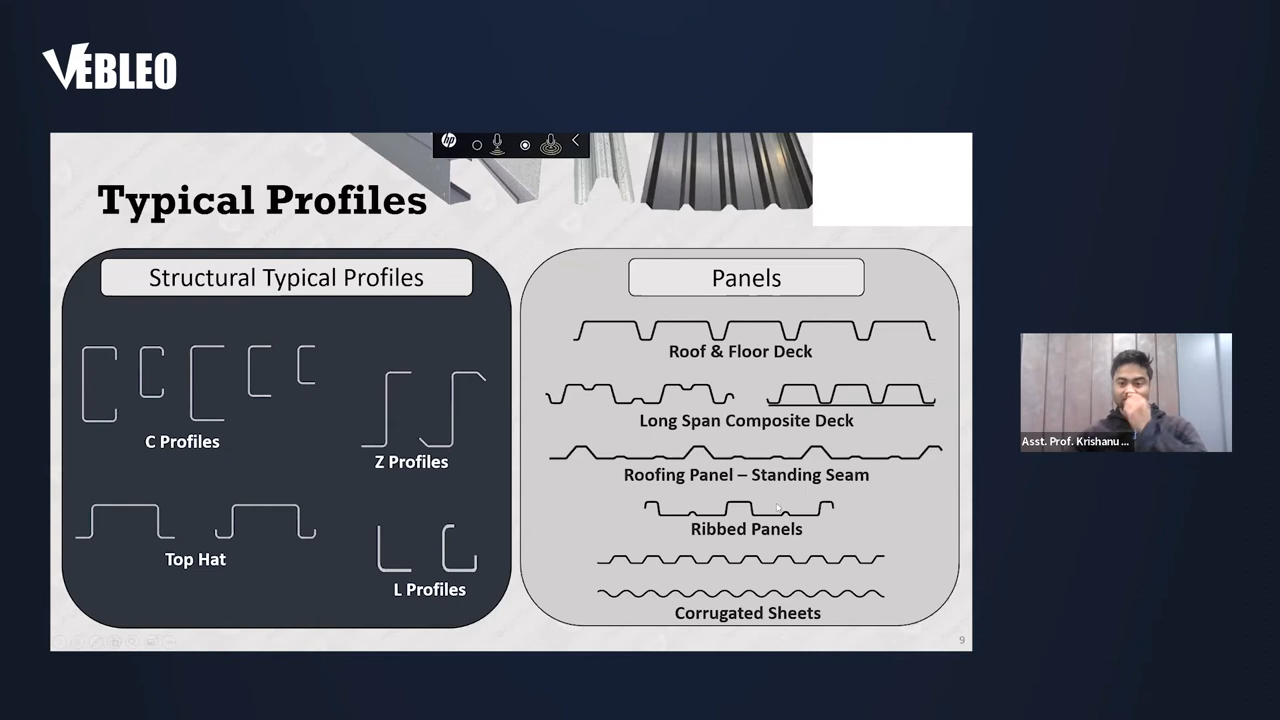 VEBLEO
hp
Typical Profiles
Structural Typical Profiles
C Profiles
Z Profiles
Top Hat
L Profiles
Panels
Roof & Floor Deck
Long Span Composite Deck
Roofing Panel – Standing Seam
Ribbed Panels
Corrugated Sheets
9
Asst. Prof. Krishanu ...